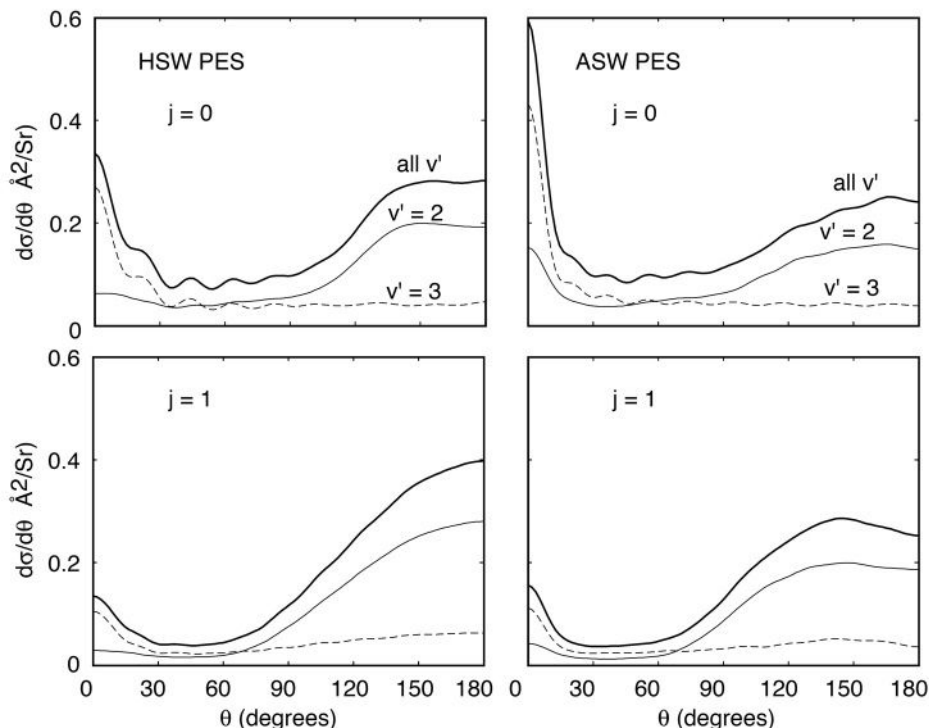 0.6
HSW PES
j = 0
0.4
all v'
v' = 2
0.2
v' = 3
0
dσ/dθ Å²/Sr)
ASW PES
j = 0
all v'
v' = 2
v' = 3
0.6
j = 1
0.4
0.2
0
dσ/dθ Å²/Sr)
0 30 60 90 120 150 180
θ (degrees)
j = 1
0 30 60 90 120 150 180
θ (degrees)